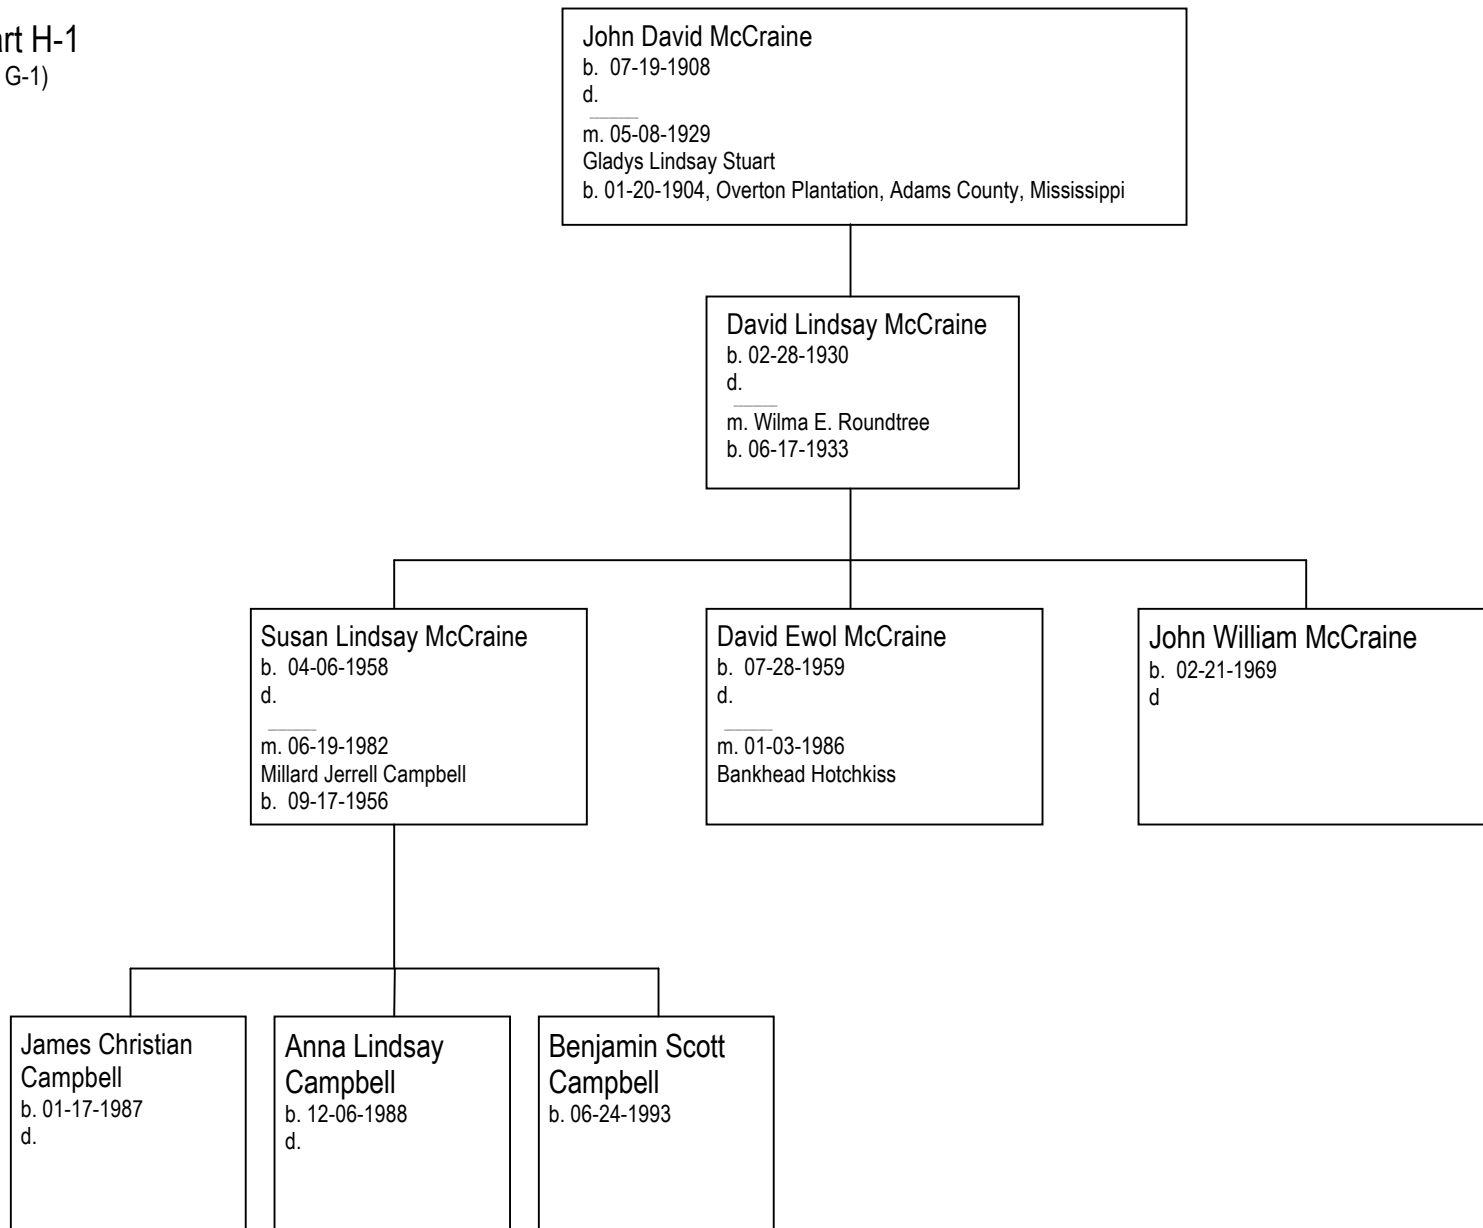 art H-1
G-1)
John David McCraine
b. 07-19-1908
d.
m. 05-08-1929
Gladys Lindsay Stuart
b. 01-20-1904, Overton Plantation, Adams County, Mississippi
David Lindsay McCraine
b. 02-28-1930
d.
m. Wilma E. Roundtree
b. 06-17-1933
Susan Lindsay McCraine
b. 04-06-1958
d.
m. 06-19-1982
Millard Jerrell Campbell
b. 09-17-1956
David Ewol McCraine
b. 07-28-1959
d.
m. 01-03-1986
Bankhead Hotchkiss
John William McCraine
b. 02-21-1969
d
James Christian
Campbell
b. 01-17-1987
d.
Anna Lindsay
Campbell
b. 12-06-1988
d.
Benjamin Scott
Campbell
b. 06-24-1993